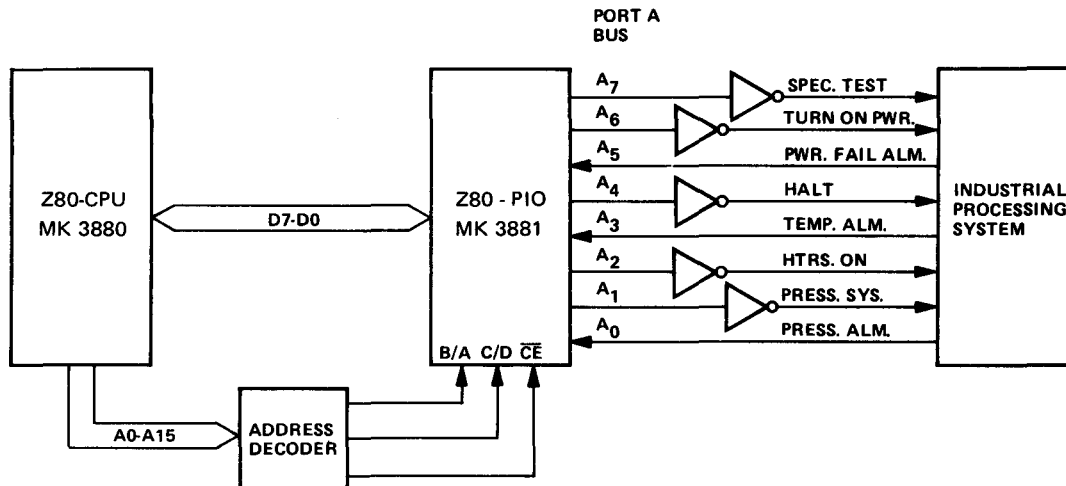 PORT A
BUS
Z80-CPU
MK 3880
D7-D0
Z80 - PIO
MK 3881
B/A C/D CE
A0-A15
ADDRESS
DECODER
A7
SPEC. TEST
A6
TURN ON PWR.
A5
PWR. FAIL ALM.
A4
HALT
A3
TEMP. ALM.
A2
HTRS. ON
A1
PRESS. SYS.
A0
PRESS. ALM.
INDUSTRIAL
PROCESSING
SYSTEM